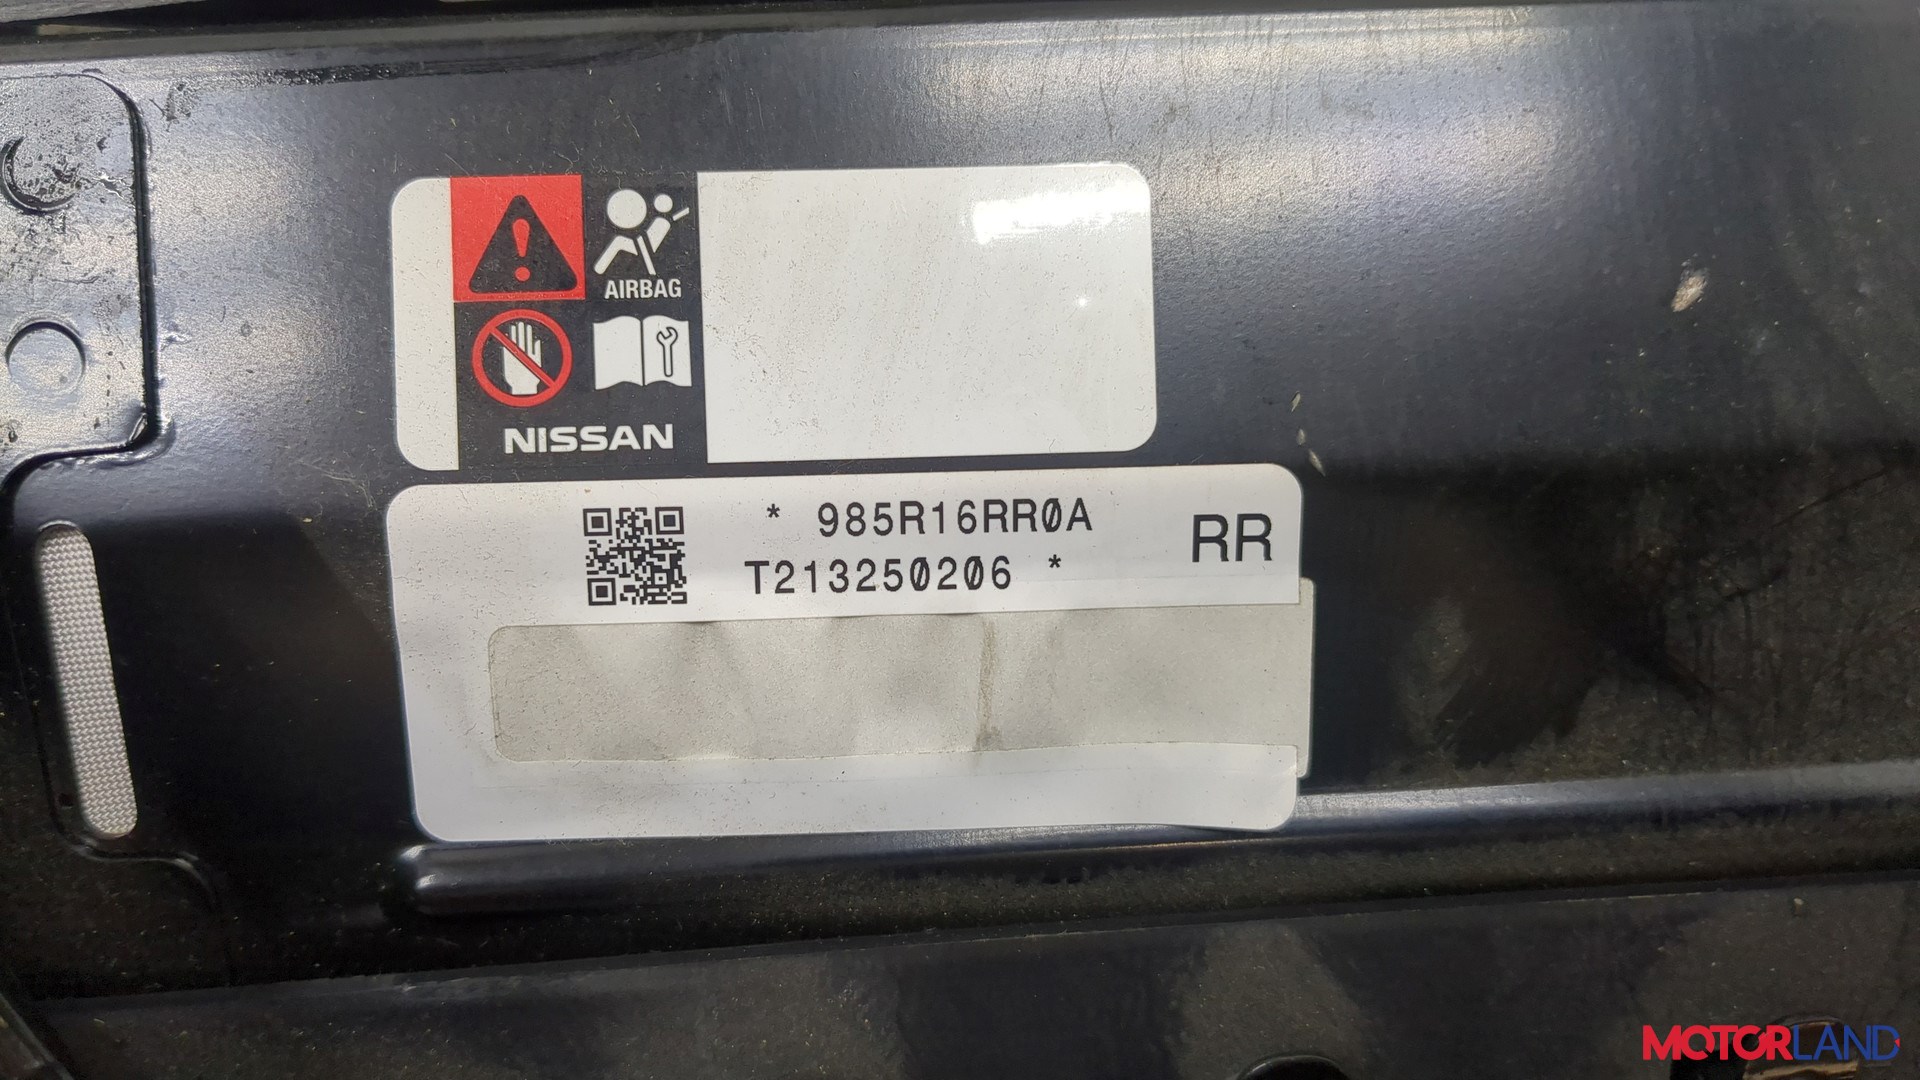 AIRBAG
NISSAN
* 985R16RR0A
T213250206 *
RR
MOTORLAND